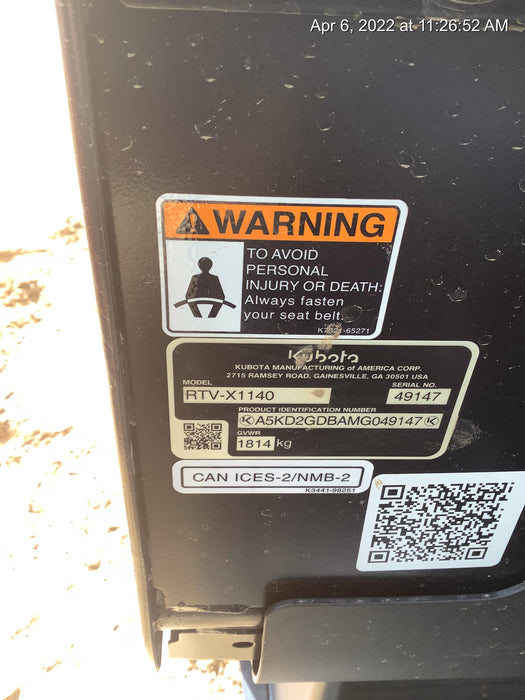 Apr 6, 2022 at 11:26:52 AM
WARNING
TO AVOID
PERSONAL
INJURY OR DEATH:
Always fasten
your seat belt.
K7621-65271
Kubota
KUBOTA MANUFACTURING of AMERICA CORP.
2715 RAMSEY ROAD, GAINESVILLE, GA 30501 USA
MODEL SERIAL NO.
RTV-X1140 49147
PRODUCT IDENTIFICATION NUMBER
Ⓚ A5KD2GDBAMG049147 Ⓚ
GVWR
1814 kg
CAN ICES-2/NMB-2
K3441-98251